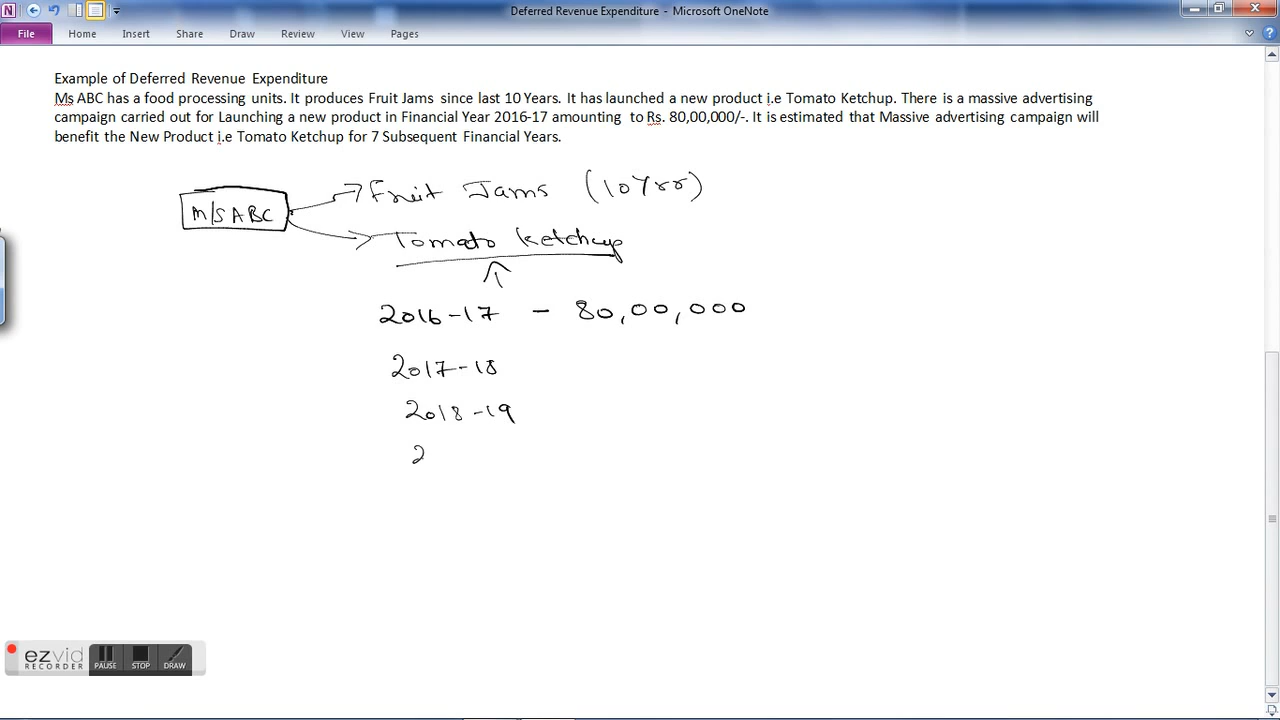 Deferred Revenue Expenditure - Microsoft OneNote
File Home Insert Share Draw Review View Pages
Example of Deferred Revenue Expenditure
Ms ABC has a food processing units. It produces Fruit Jams since last 10 Years. It has launched a new product i.e Tomato Ketchup. There is a massive advertising
campaign carried out for Launching a new product in Financial Year 2016-17 amounting to Rs. 80,00,000/-. It is estimated that Massive advertising campaign will
benefit the New Product i.e Tomato Ketchup for 7 Subsequent Financial Years.
M/S ABC
Fruit Jams (10Yrr)
Tomato Ketchup
2016-17 - 80,00,000
2017-18
2018-19
2
ezvid
RECORDER
PAUSE STOP DRAW